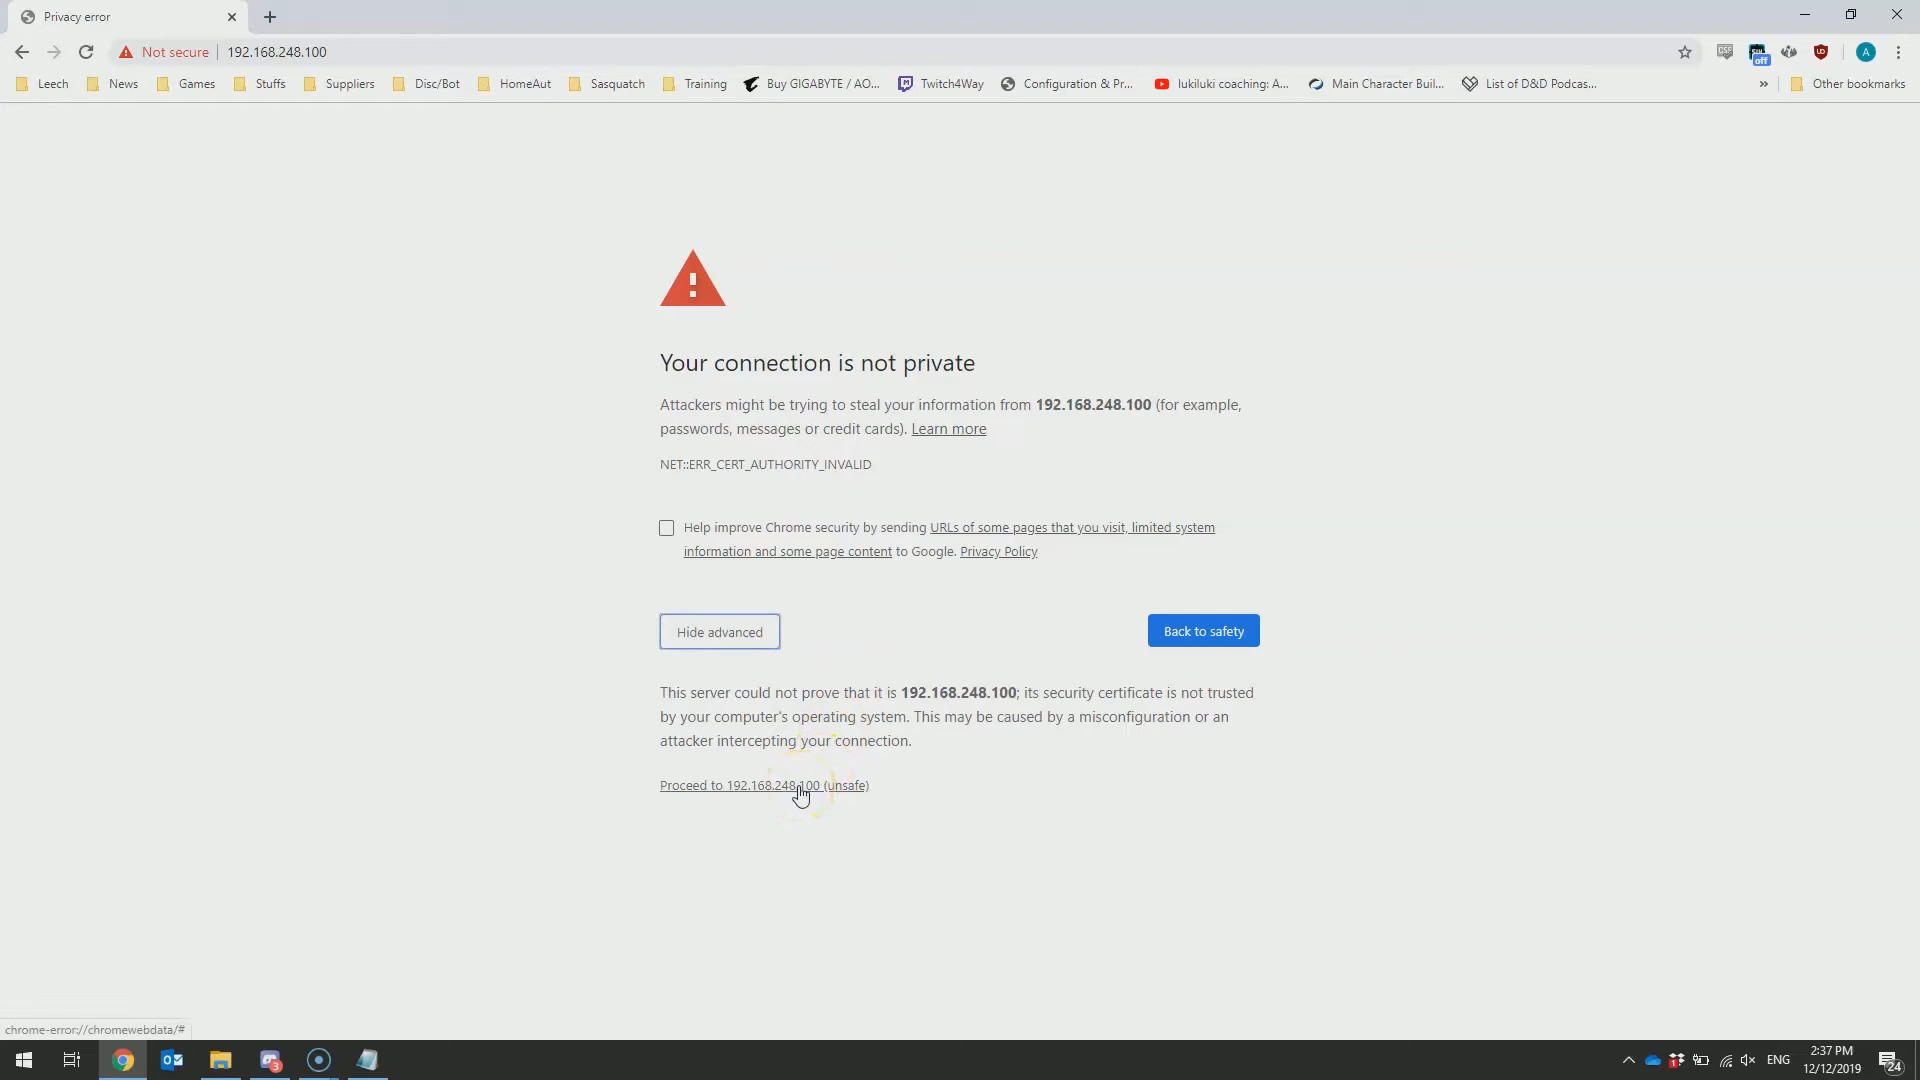 Privacy error
Not secure
192.168.248.100
CSS
off
A
Leech
News
Games
Stuffs
Suppliers
Disc/Bot
HomeAut
Sasquatch
Training
Buy GIGABYTE / AO...
Twitch4Way
Configuration & Pr...
lukiluki coaching: A...
Main Character Buil...
List of D&D Podcas...
»
Other bookmarks
Your connection is not private
Attackers might be trying to steal your information from 192.168.248.100 (for example,
passwords, messages or credit cards). Learn more
NET::ERR_CERT_AUTHORITY_INVALID
Help improve Chrome security by sending URLs of some pages that you visit, limited system
information and some page content to Google. Privacy Policy
Hide advanced
Back to safety
This server could not prove that it is 192.168.248.100; its security certificate is not trusted
by your computer's operating system. This may be caused by a misconfiguration or an
attacker intercepting your connection.
Proceed to 192.168.248.100 (unsafe)
chrome-error://chromewebdata/#
3
1
ENG
2:37 PM
12/12/2019
24